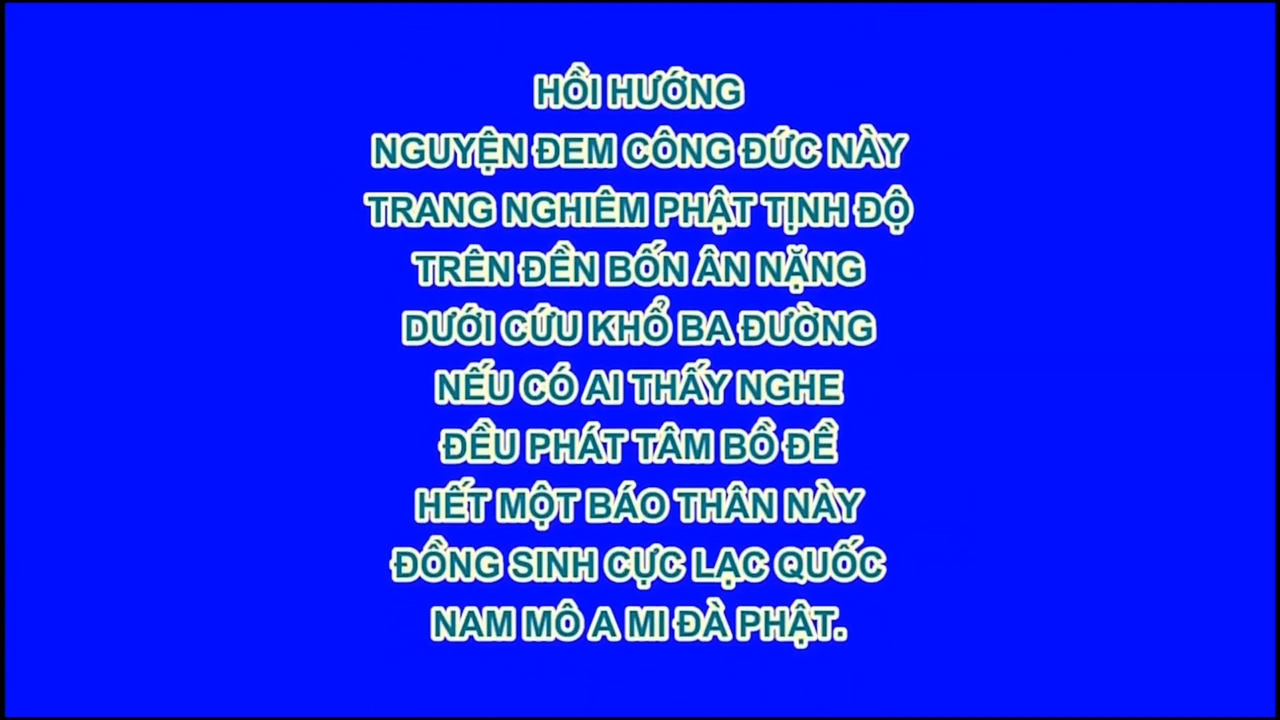 HỒI HƯỚNG
NGUYỆN ĐEM CÔNG ĐỨC NÀY
TRANG NGHIÊM PHẬT TỊNH ĐỘ
TRÊN ĐỀN BỐN ÂN NẶNG
DƯỚI CỨU KHỔ BA ĐƯỜNG
NẾU CÓ AI THẤY NGHE
ĐỀU PHÁT TÂM BỒ ĐỀ
HẾT MỘT BÁO THÂN NÀY
ĐỒNG SINH CỰC LẠC QUỐC
NAM MÔ A MI ĐÀ PHẬT.